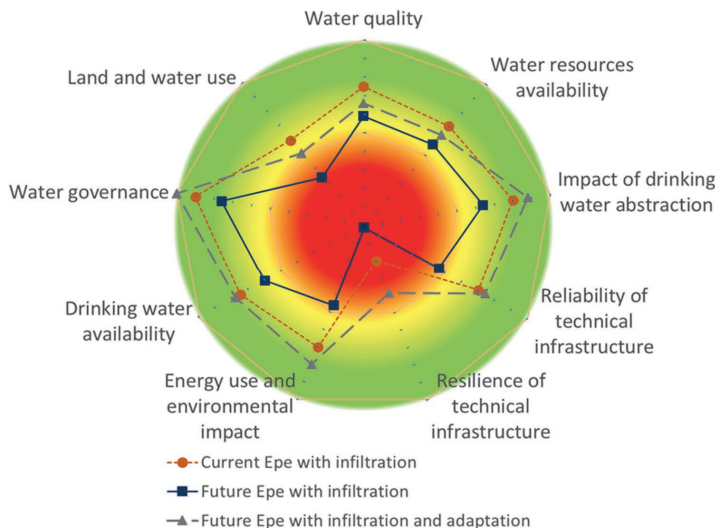 Water quality
Land and water use
Water resources
availability
Water governance
Impact of drinking
water abstraction
Drinking water
availability
Reliability of
technical
infrastructure
Energy use and
environmental
impact
Resilience of
technical
infrastructure
Current Epe with infiltration
Future Epe with infiltration
Future Epe with infiltration and adaptation